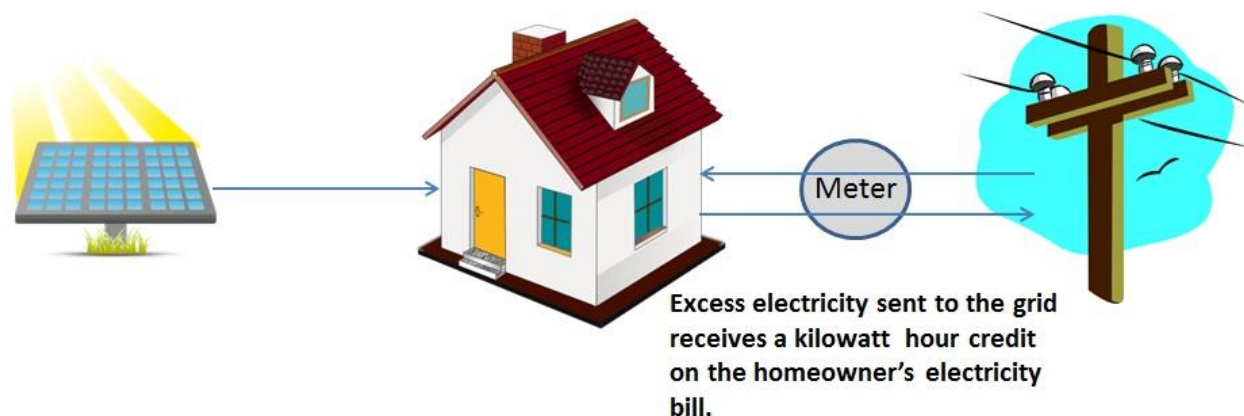 Meter
Excess electricity sent to the grid
receives a kilowatt hour credit
on the homeowner's electricity
bill.